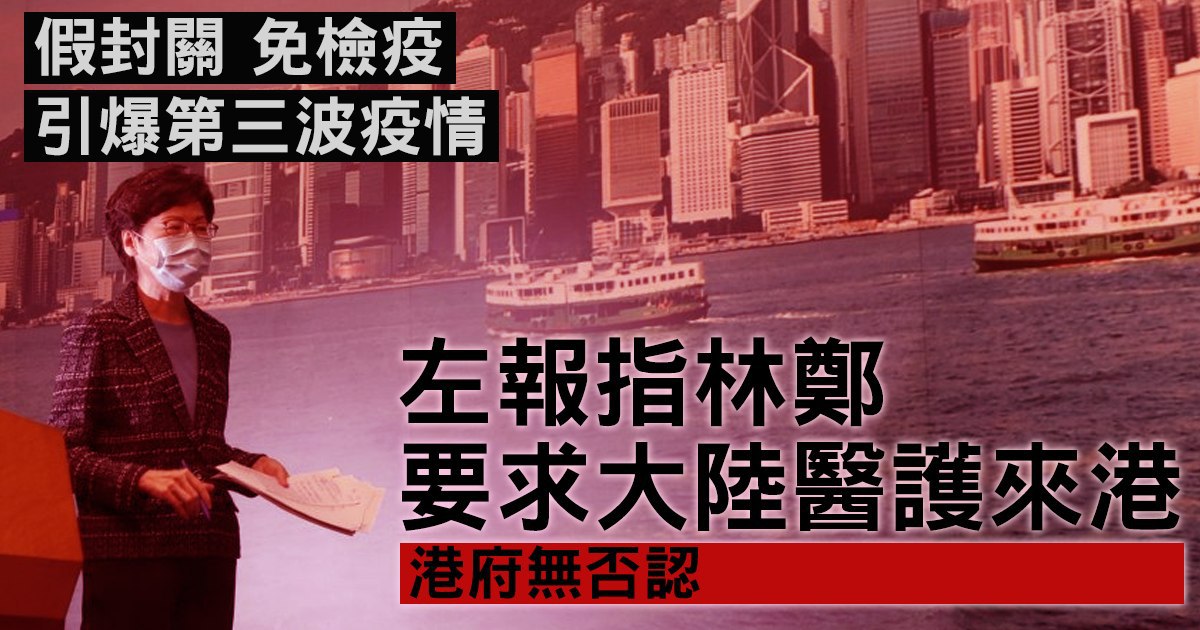 假封關 免檢疫
引爆第三波疫情
左報指林鄭
要求大陸醫護來港
港府無否認